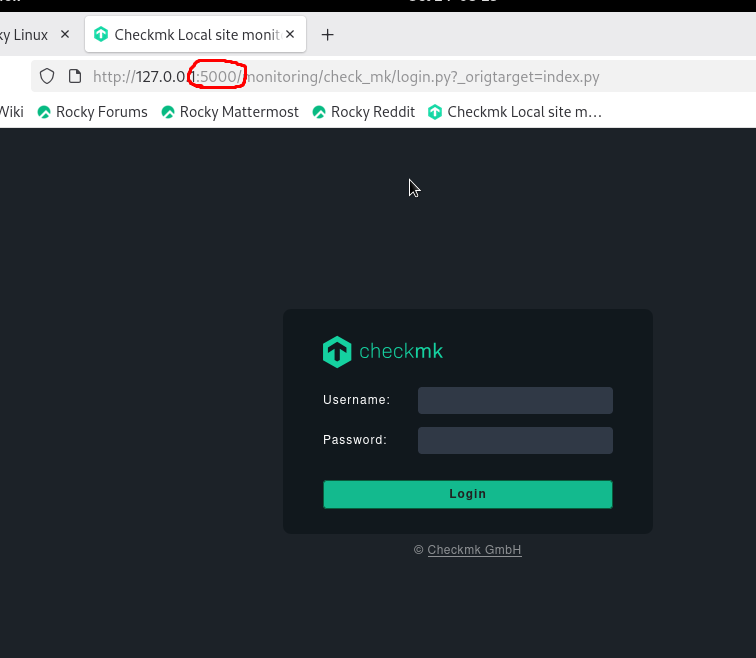 ky Linux
Checkmk Local site monit
http://127.0.0.1:5000/monitoring/check_mk/login.py?_origtarget=index.py
Wiki
Rocky Forums
Rocky Mattermost
Rocky Reddit
Checkmk Local site m…
checkmk
Username:
Password:
Login
© Checkmk GmbH